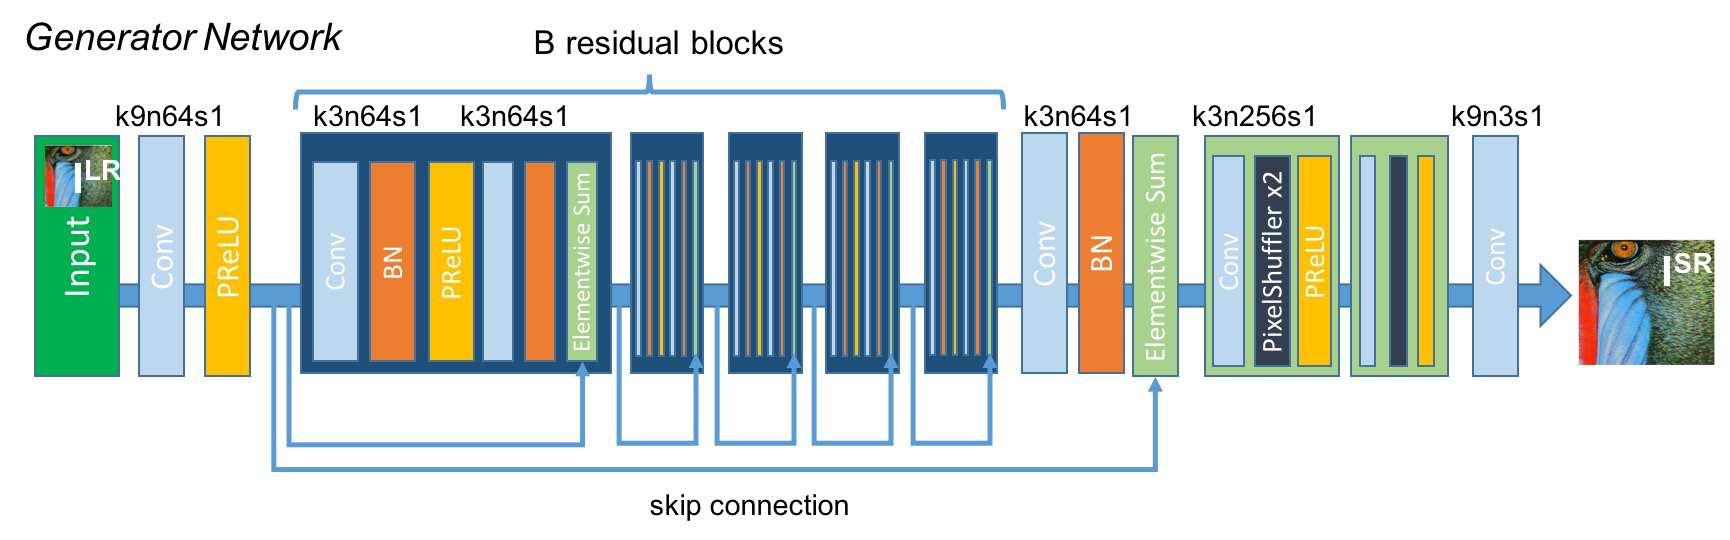 Generator Network
B residual blocks
k9n64s1
k3n64s1
k3n64s1
k3n64s1
k3n256s1
k9n3s1
Input
I^LR
Conv
PReLU
Conv
BN
PReLU
Elementwise Sum
Conv
BN
Elementwise Sum
Conv
PixelShuffler x2
PReLU
Conv
I^SR
skip connection